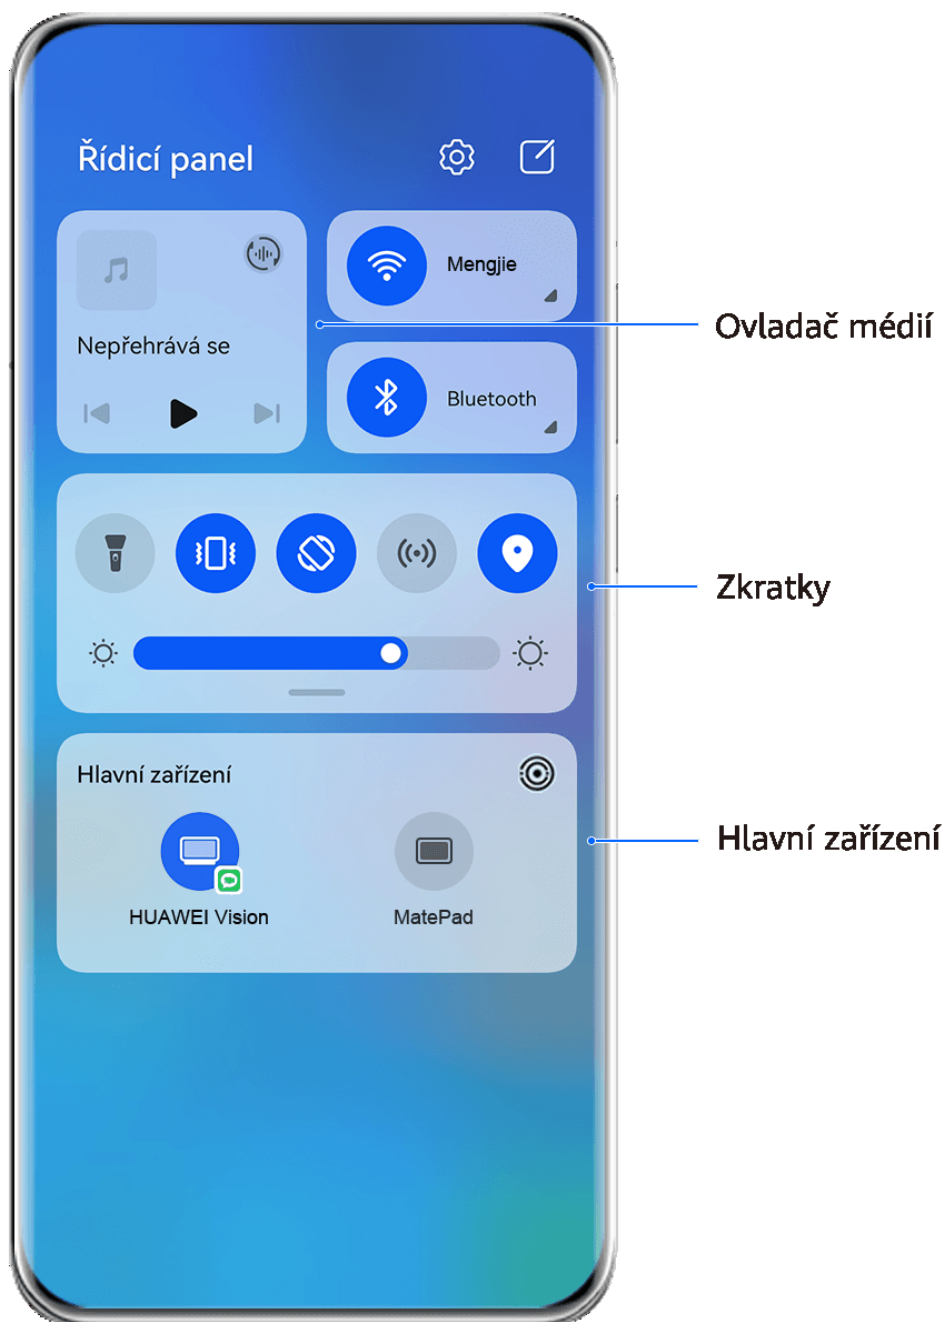 Řídicí panel
Mengjie
Nepřehrává se
Ovladač médií
Bluetooth
Zkratky
Hlavní zařízení
HUAWEI Vision
MatePad
Hlavní zařízení